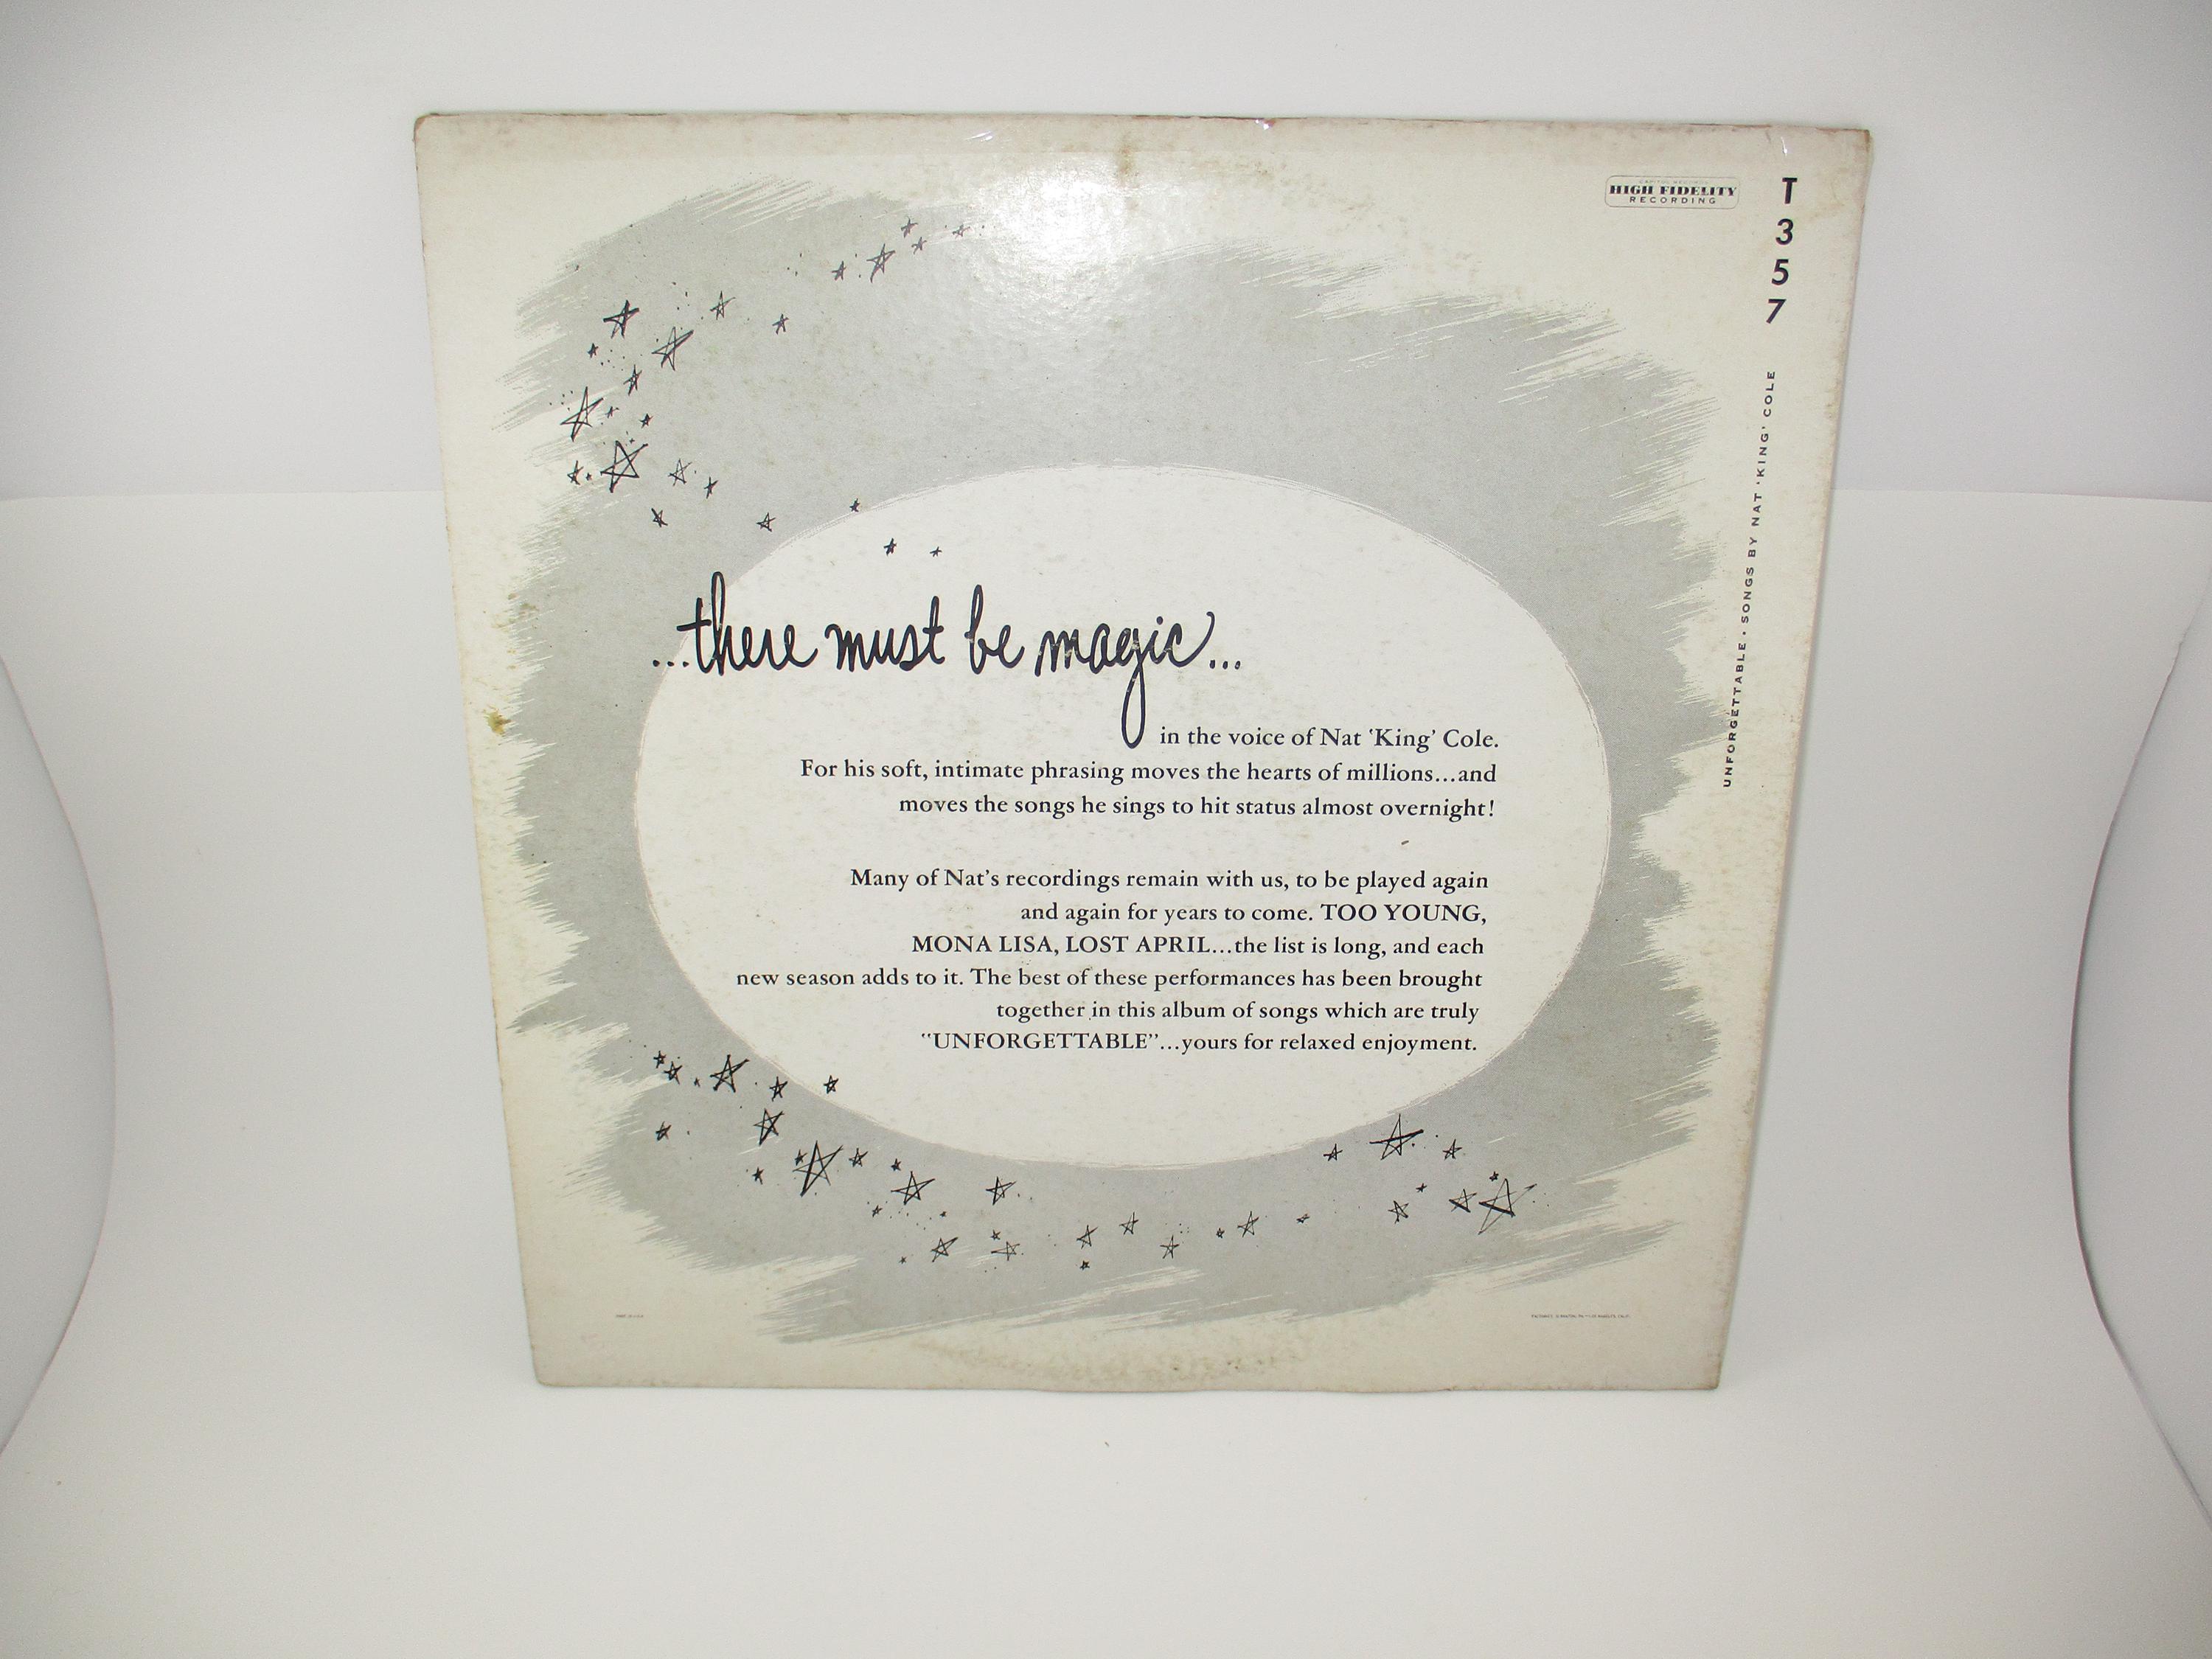 CAPITOL RECORDS
HIGH FIDELITY
RECORDING
T
3
5
7
UNFORGETTABLE • SONGS BY NAT 'KING' COLE
...there must be magic...
in the voice of Nat 'King' Cole.
For his soft, intimate phrasing moves the hearts of millions...and
moves the songs he sings to hit status almost overnight!
Many of Nat's recordings remain with us, to be played again
and again for years to come. TOO YOUNG,
MONA LISA, LOST APRIL...the list is long, and each
new season adds to it. The best of these performances has been brought
together in this album of songs which are truly
"UNFORGETTABLE"...yours for relaxed enjoyment.